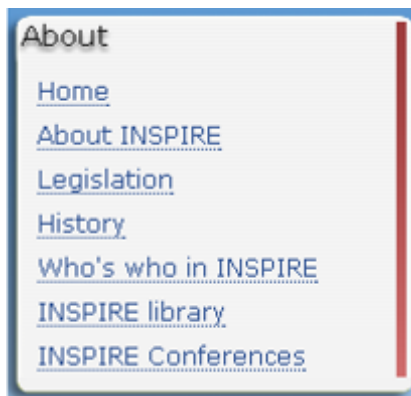 About
Home
About INSPIRE
Legislation
History
Who's who in INSPIRE
INSPIRE library
INSPIRE Conferences